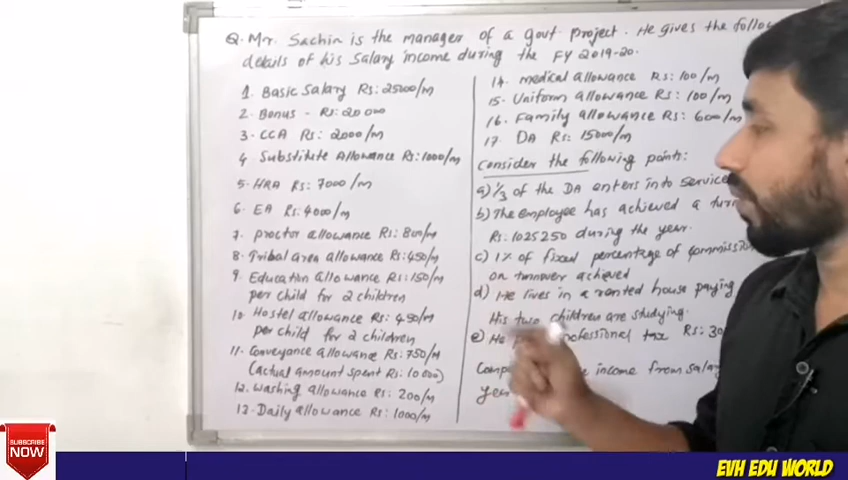 Q. Mr. Sachin is the manager of a govt project. He gives the
details of his Salary income during the FY 2019-20.
1. Basic Salary Rs: 25000/m
2. Bonus - Rs: 20000
3. CCA Rs: 2000/m
4. Substitute Allowance Rs: 1000/m
5. HRA Rs: 7000/m
6. EA Rs: 4000/m
7. proctor allowance Rs: 800/m
8. Tribal area allowance Rs: 450/m
9. Education allowance Rs: 150/m
per child for 2 children
10. Hostel allowance Rs: 450/m
per child for 2 children
11. Conveyance allowance Rs: 750/m
(actual amount spent Rs: 10000)
12. Washing allowance Rs: 200/m
13. Daily allowance Rs: 1000/m
14. medical allowance Rs: 100/m
15. Uniform allowance Rs: 100/m
16. Family allowance Rs: 600/m
17. DA Rs: 15000/m
Consider the following points:
a) 1/3 of the DA enters into service
b) The employee has achieved a
Rs: 1025250 during the year.
c) 1% of fixed percentage of
on turnover achieved
d) He lives in a rented house paying
His two children are studying.
e) He professional tax Rs:
income from
SUBSCRIBE
NOW
EVH EDU WORLD